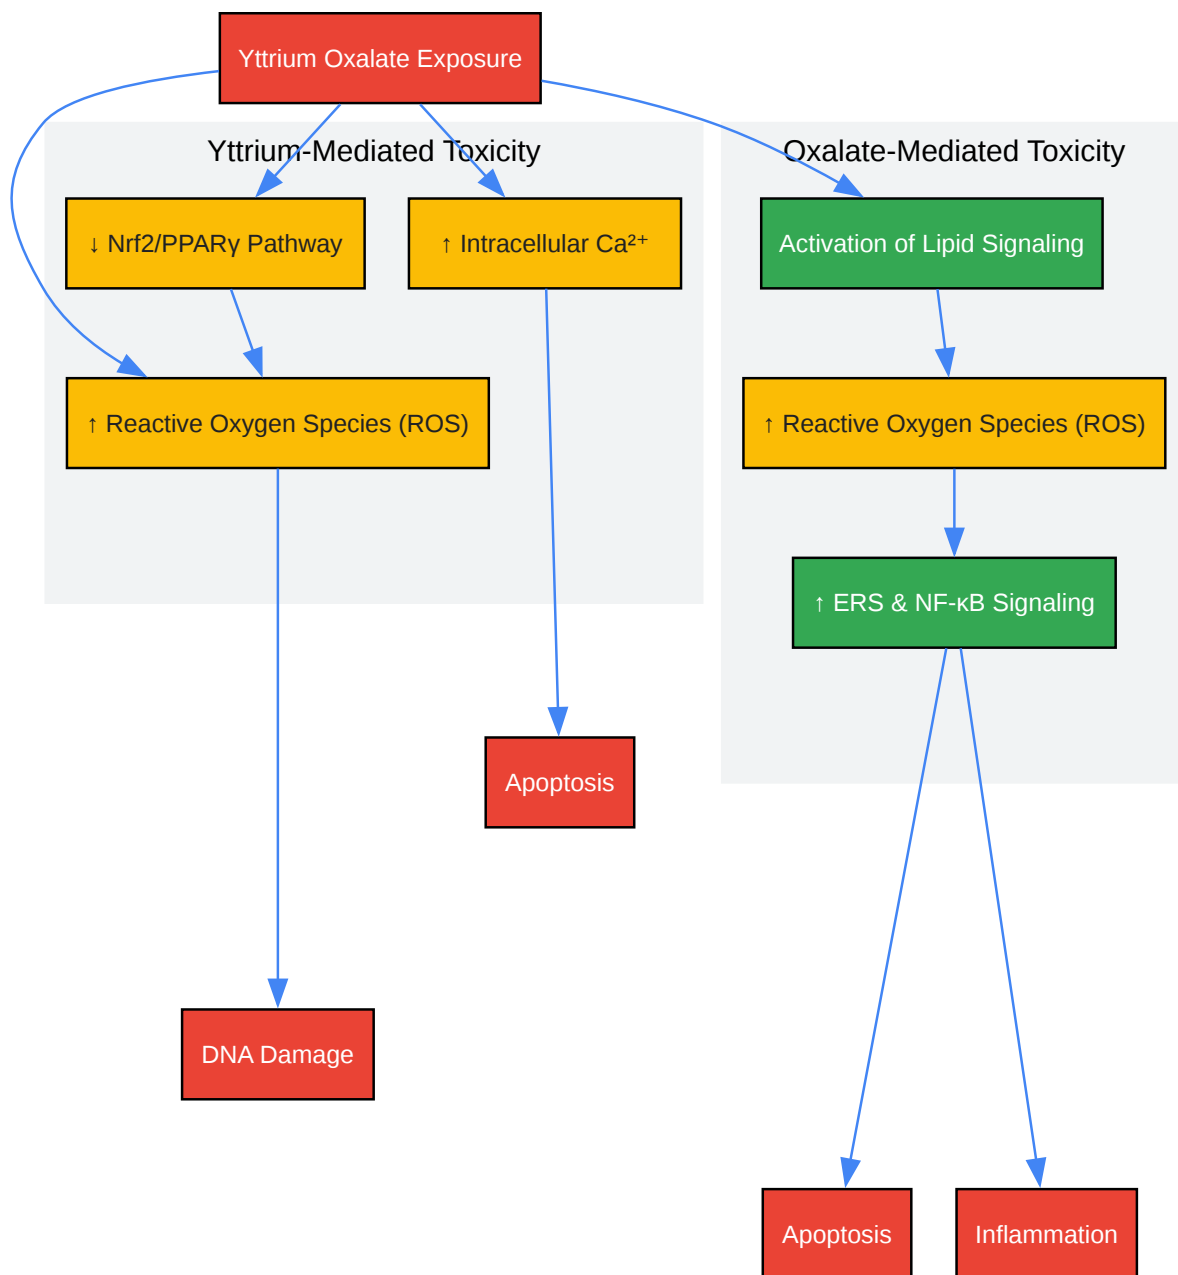 Yttrium Oxalate Exposure
Yttrium-Mediated Toxicity
Oxalate-Mediated Toxicity
↓ Nrf2/PPARγ Pathway
↑ Intracellular Ca²⁺
Activation of Lipid Signaling
↑ Reactive Oxygen Species (ROS)
↑ Reactive Oxygen Species (ROS)
↑ ERS & NF-κB Signaling
Apoptosis
DNA Damage
Apoptosis
Inflammation